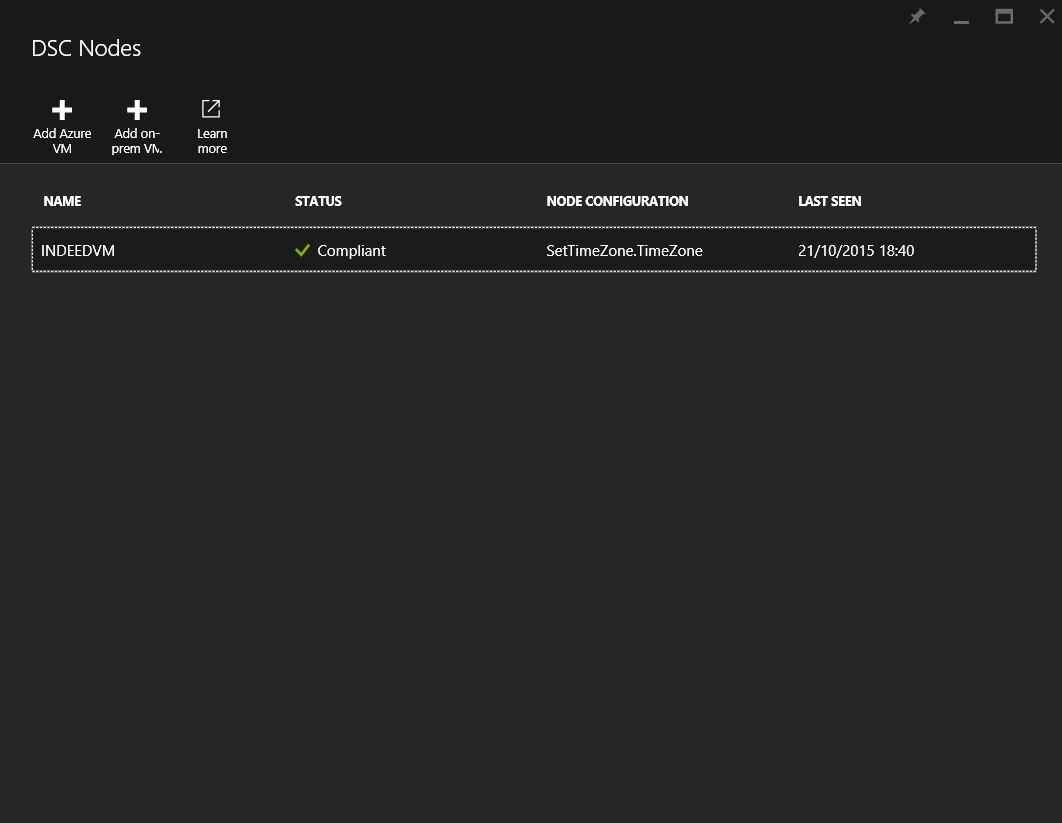 DSC Nodes
Add Azure VM
Add on-prem VM.
Learn more
NAME STATUS NODE CONFIGURATION LAST SEEN
INDEEDVM Compliant SetTimeZone.TimeZone 21/10/2015 18:40